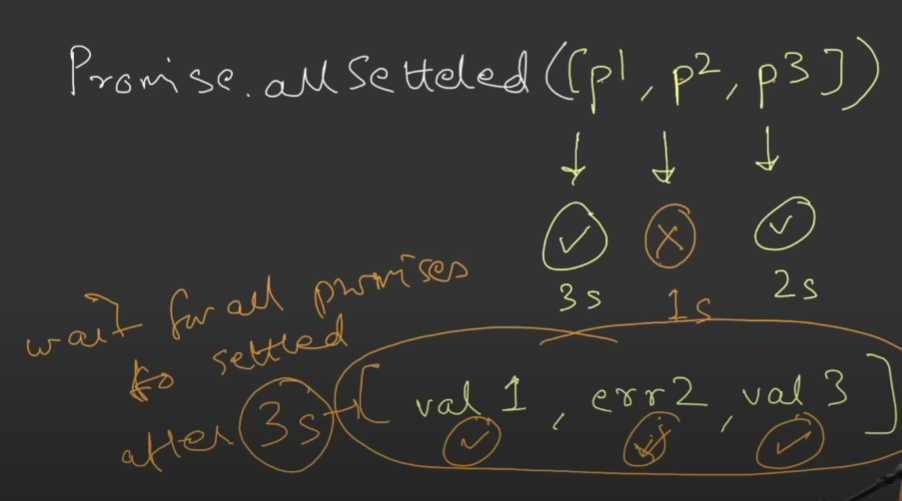 Promise.allSetteled([p1, p2, p3])
3s 1s 2s
wait for all promises
to settled
after 3s [val 1, err2, val 3]